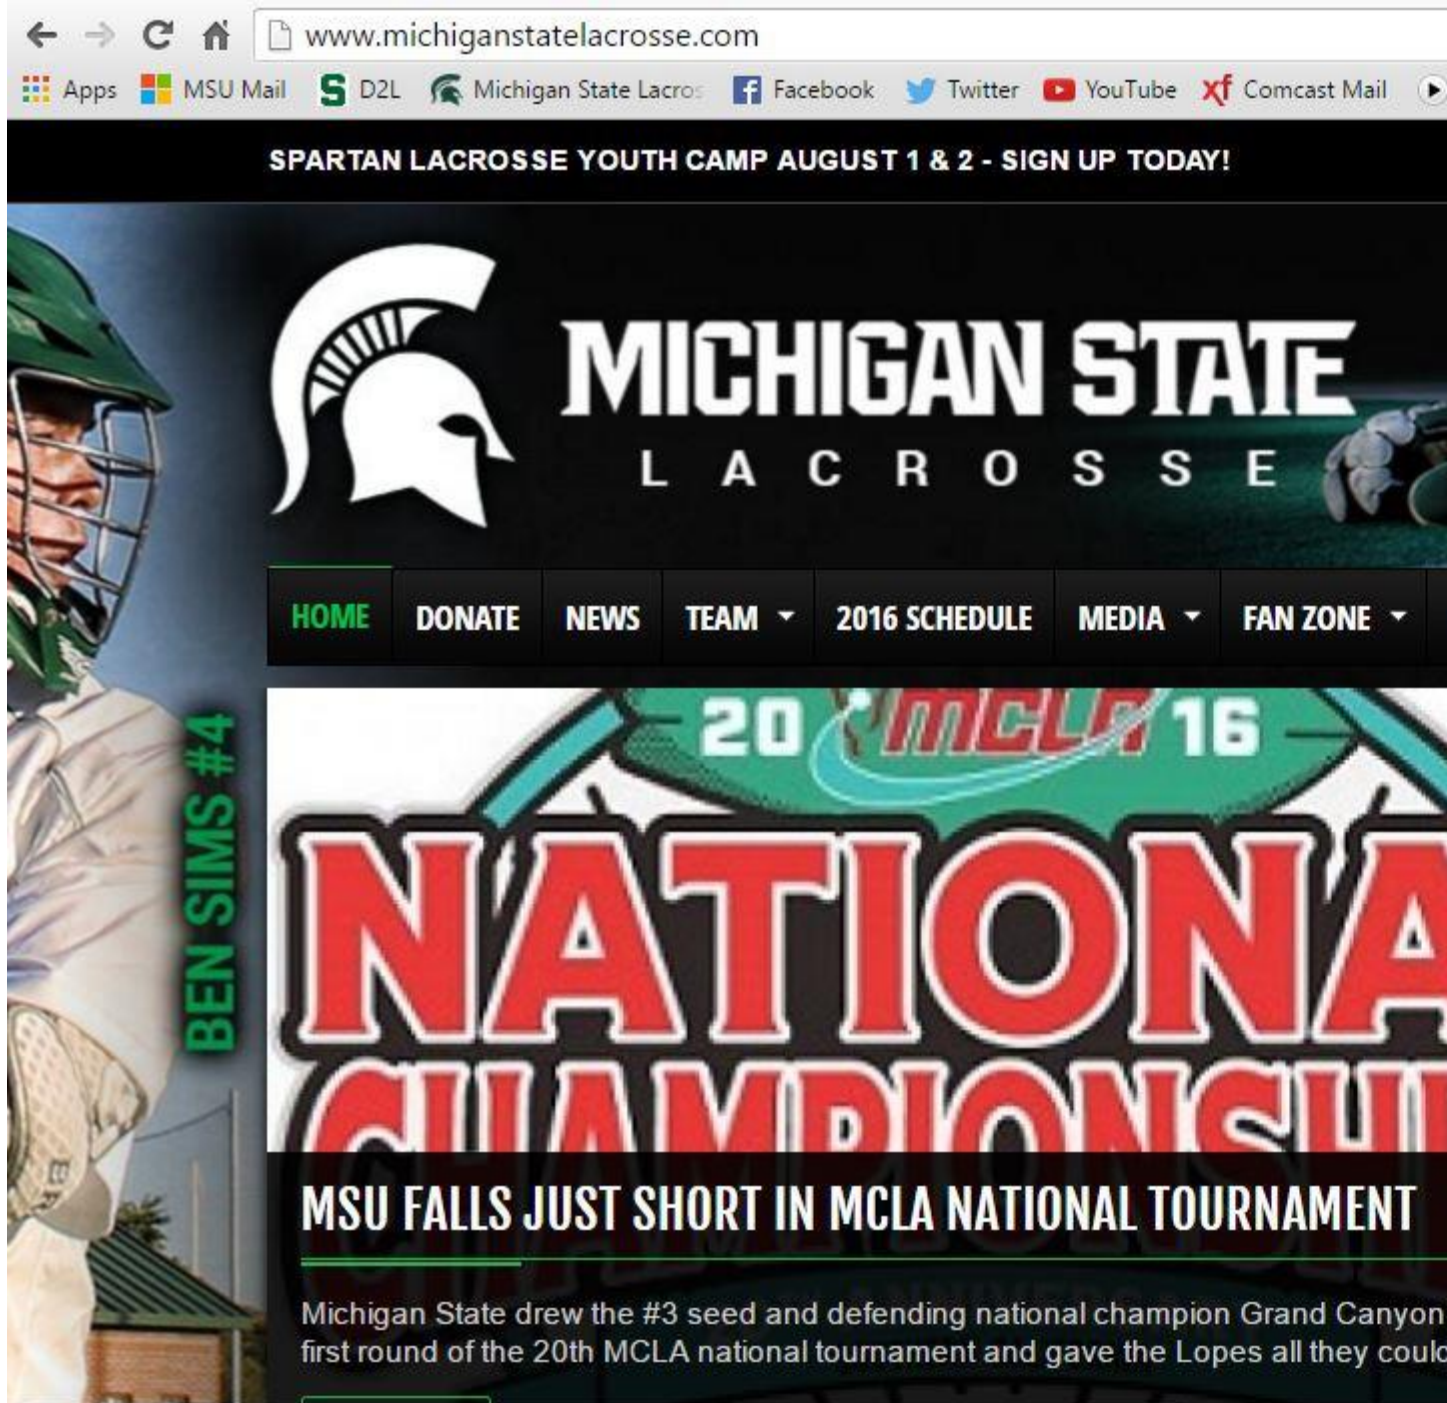 www.michiganstatelacrosse.com
Apps MSU Mail S D2L Michigan State Lacros Facebook Twitter YouTube xf Comcast Mail
SPARTAN LACROSSE YOUTH CAMP AUGUST 1 & 2 - SIGN UP TODAY!
MICHIGAN STATE
LACROSSE
HOME DONATE NEWS TEAM 2016 SCHEDULE MEDIA FAN ZONE
BEN SIMS #4
20 MCLA 16
NATIONA
CHAMPIONSHI
MSU FALLS JUST SHORT IN MCLA NATIONAL TOURNAMENT
Michigan State drew the #3 seed and defending national champion Grand Canyon
first round of the 20th MCLA national tournament and gave the Lopes all they could